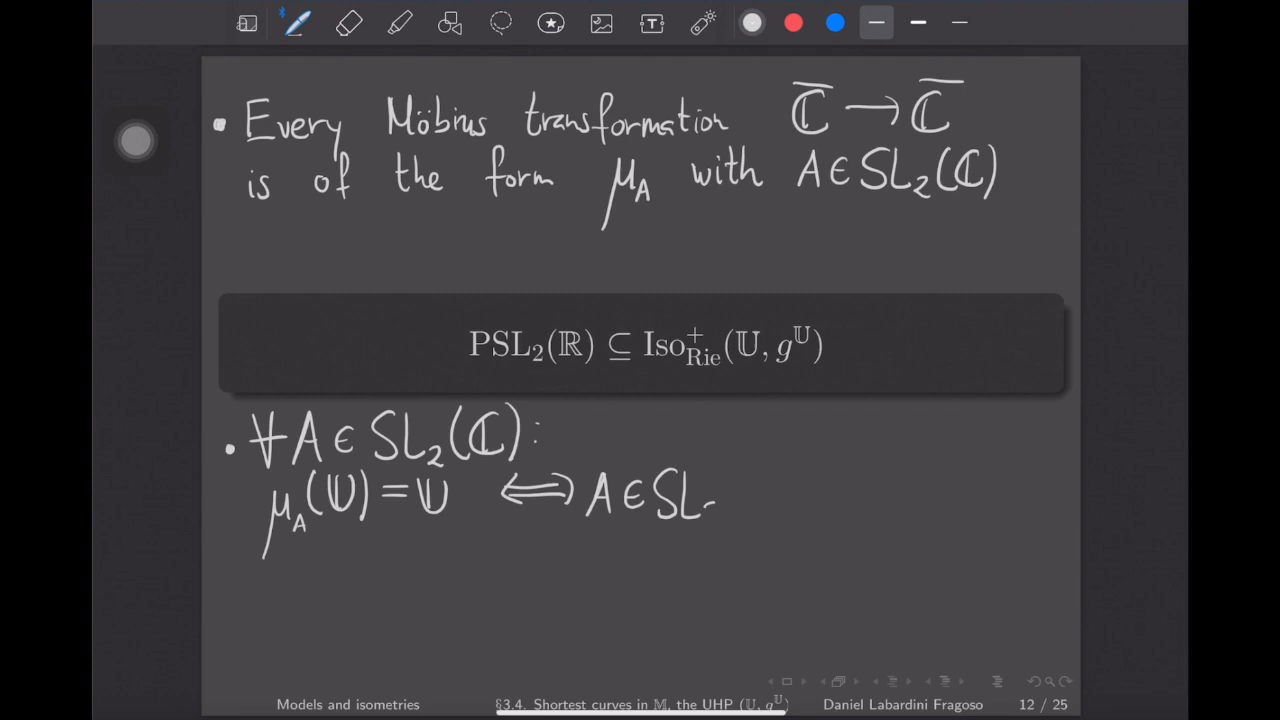 • Every Möbius transformation ℂ̅ → ℂ̅
is of the form μ_A with A ∈ SL₂(ℂ)
PSL₂(ℝ) ⊆ Iso⁺_Rie(𝕌, g^𝕌)
• ∀ A ∈ SL₂(ℂ):
μ_A(𝕌) = 𝕌 ⟺ A ∈ SL
Models and isometries §3.4. Shortest curves in 𝕄, the UHP (𝕌, g^𝕌) Daniel Labardini Fragoso 12 / 25